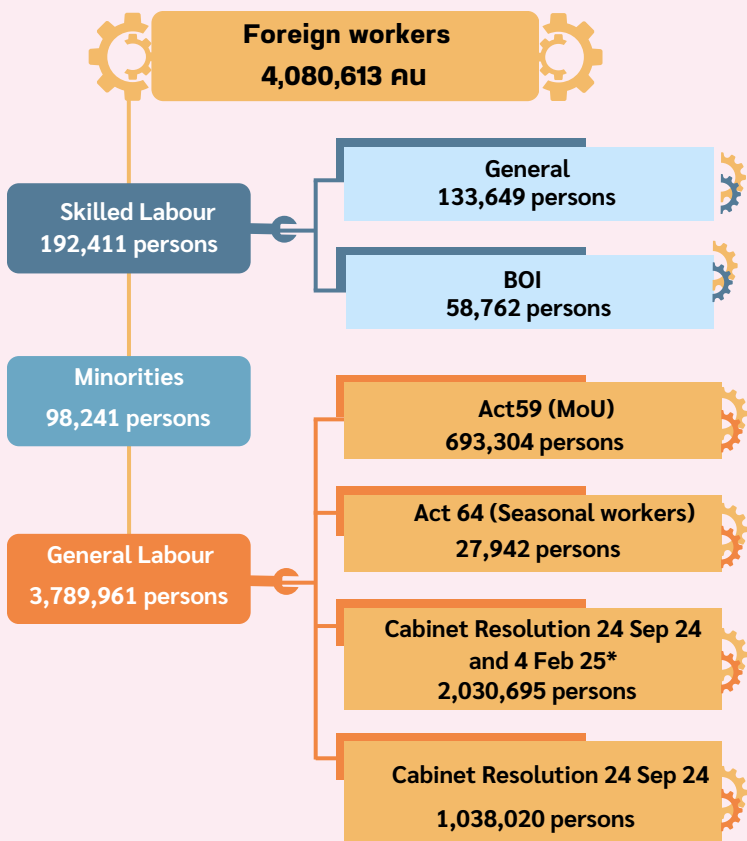 Foreign workers
4,080,613 คน
Skilled Labour
192,411 persons
General
133,649 persons
BOI
58,762 persons
Minorities
98,241 persons
General Labour
3,789,961 persons
Act59 (MoU)
693,304 persons
Act 64 (Seasonal workers)
27,942 persons
Cabinet Resolution 24 Sep 24
and 4 Feb 25*
2,030,695 persons
Cabinet Resolution 24 Sep 24
1,038,020 persons